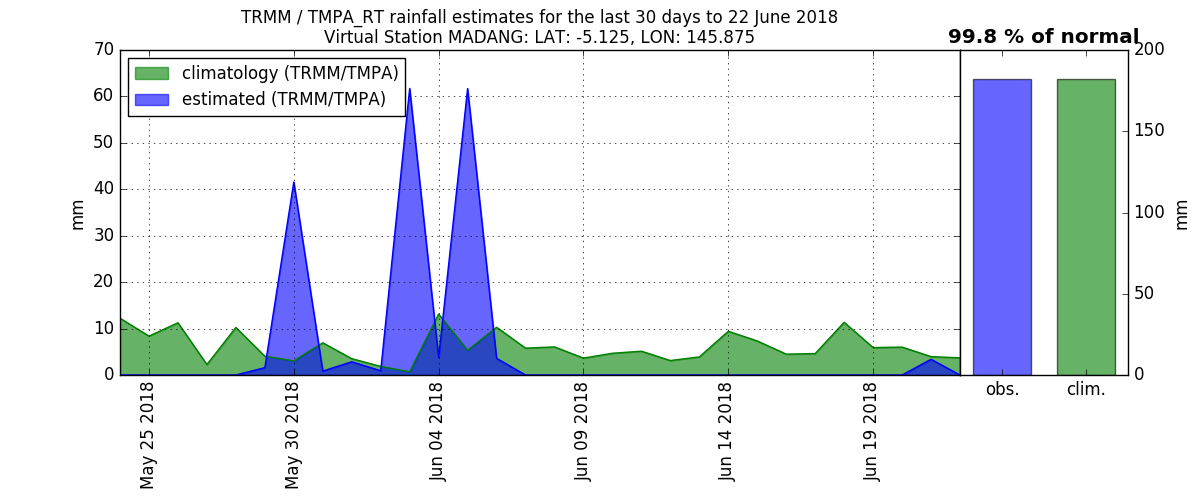 TRMM / TMPA_RT rainfall estimates for the last 30 days to 22 June 2018
Virtual Station MADANG: LAT: -5.125, LON: 145.875
99.8 % of normal
climatology (TRMM/TMPA)
estimated (TRMM/TMPA)
70
60
50
40
30
20
10
0
mm
May 25 2018
May 30 2018
Jun 04 2018
Jun 09 2018
Jun 14 2018
Jun 19 2018
obs.
clim.
200
150
100
50
0
mm